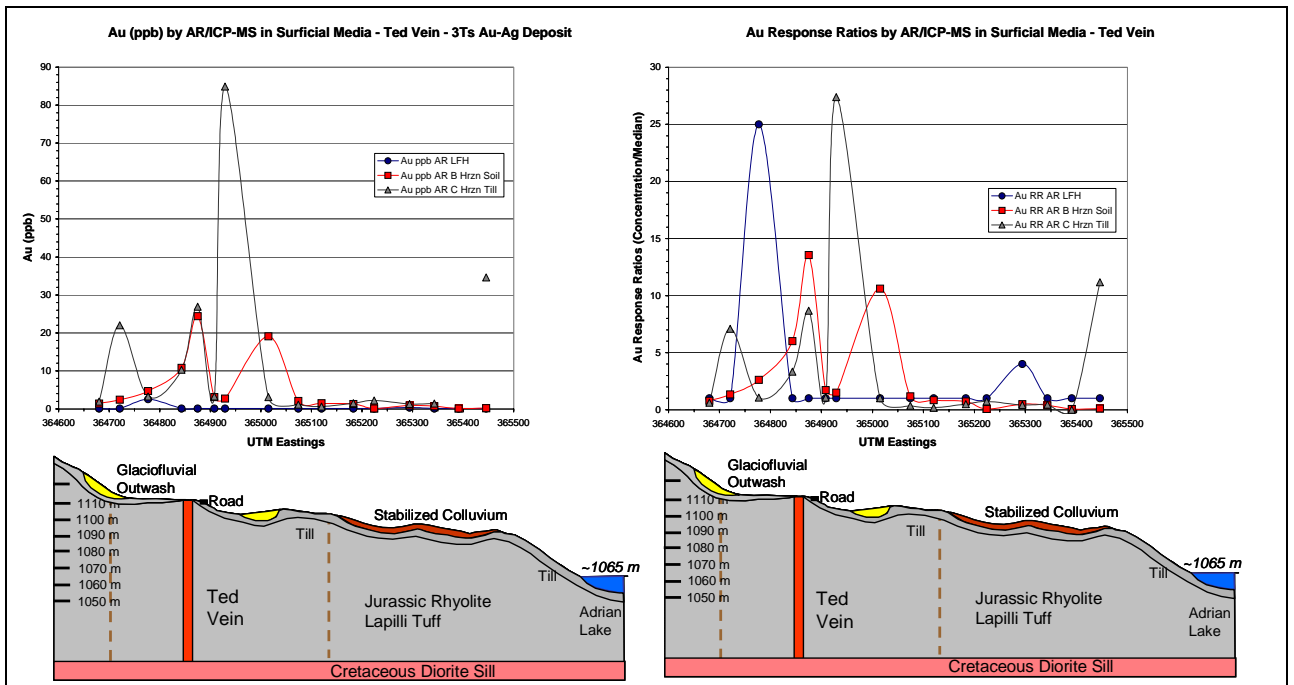 Au (ppb) by AR/ICP-MS in Surficial Media - Ted Vein - 3Ts Au-Ag Deposit
90
80
70
60
50
40
30
20
10
0
Au (ppb)
Au ppb AR LFH
Au ppb AR B Hrzn Soil
Au ppb AR C Hrzn Till
364600 364700 364800 364900 365000 365100 365200 365300 365400 365500
UTM Eastings
Glaciofluvial
Outwash
Road
1110 m
1100 m
1090 m
1080 m
1070 m
1060 m
1050 m
Till
Stabilized Colluvium
~1065 m
Till
Ted
Vein
Jurassic Rhyolite
Lapilli Tuff
Adrian
Lake
Cretaceous Diorite Sill
Au Response Ratios by AR/ICP-MS in Surficial Media - Ted Vein
30
25
20
15
10
5
0
Au Response Ratios (Concentration/Median)
Au RR AR LFH
Au RR AR B Hrzn Soil
Au RR AR C Hrzn Till
364600 364700 364800 364900 365000 365100 365200 365300 365400 365500
UTM Eastings
Glaciofluvial
Outwash
Road
1110 m
1100 m
1090 m
1080 m
1070 m
1060 m
1050 m
Till
Stabilized Colluvium
~1065 m
Till
Ted
Vein
Jurassic Rhyolite
Lapilli Tuff
Adrian
Lake
Cretaceous Diorite Sill